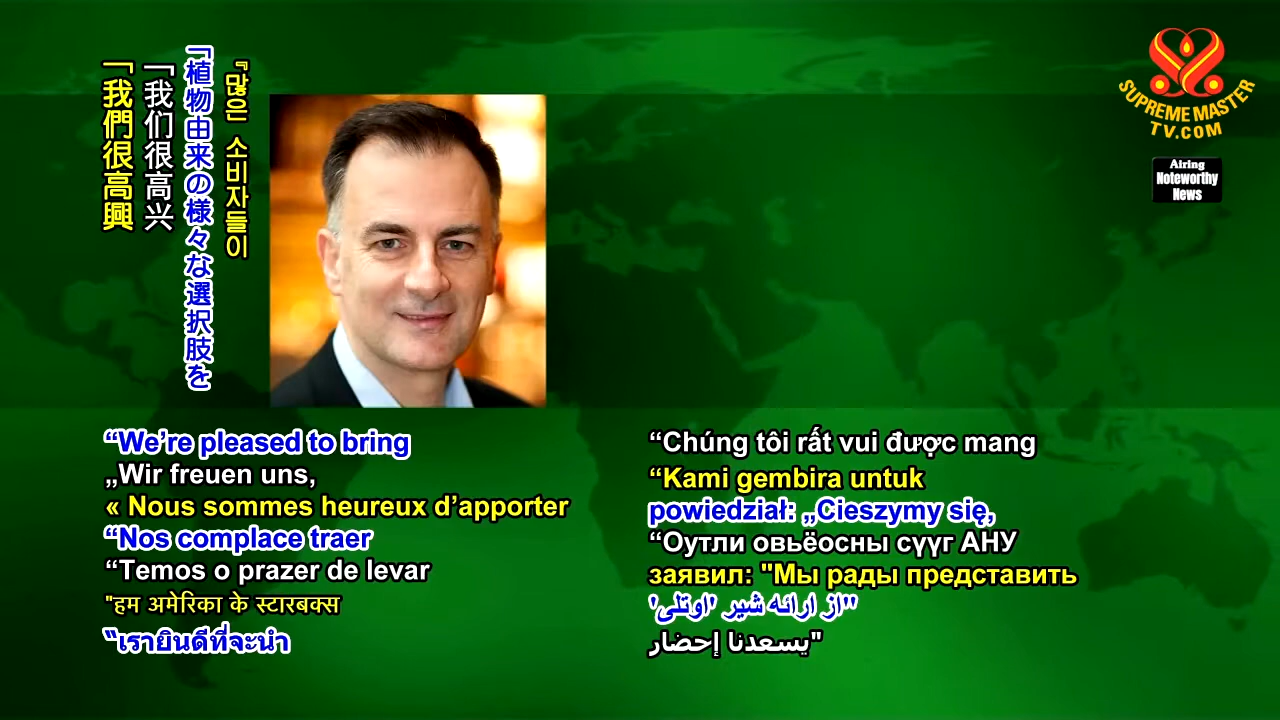 「我們很高興
「我们很高兴
「植物由来の様々な選択肢を
『많은 소비자들이
SUPREME MASTER
TV.COM
Airing
Noteworthy
News
“We’re pleased to bring
„Wir freuen uns,
« Nous sommes heureux d’apporter
“Nos complace traer
“Temos o prazer de levar
"हम अमेरिका के स्टारबक्स
“เรายินดีที่จะนำ
“Chúng tôi rất vui được mang
“Kami gembira untuk
powiedział: „Cieszymy się,
“Оутли овьёосны сүүг АНУ
заявил: "Мы рады представить
"از ارائه شیر 'اوتلی'
"يسعدنا إحضار